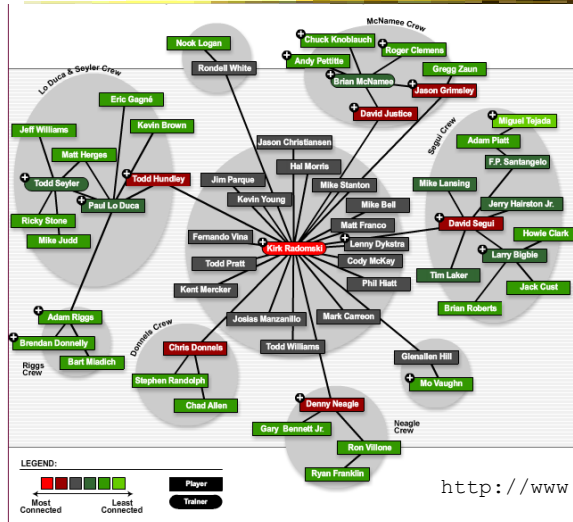 McNamee Crew
Nook Logan
Rondell White
Chuck Knoblauch
Roger Clemens
Andy Pettitte
Gregg Zaun
Brian McNamee
Jason Grimsley
David Justice
Lo Duca & Seyler Crew
Eric Gagné
Jeff Williams
Kevin Brown
Matt Herges
Todd Seyler
Todd Hundley
Paul Lo Duca
Ricky Stone
Mike Judd
Jason Christiansen
Hal Morris
Jim Parque
Mike Stanton
Kevin Young
Mike Bell
Matt Franco
Fernando Vina
Kirk Radomski
Lenny Dykstra
Todd Pratt
Cody McKay
Phil Hiatt
Kent Mercker
Josias Manzanillo
Mark Carreon
Todd Williams
Segui Crew
Miguel Tejada
Adam Piatt
F.P. Santangelo
Mike Lansing
Jerry Hairston Jr.
David Segui
Howie Clark
Larry Bigbie
Tim Laker
Jack Cust
Brian Roberts
Adam Riggs
Brendan Donnelly
Bart Miadich
Riggs
Crew
Donnels Crew
Chris Donnels
Stephen Randolph
Chad Allen
Glenallen Hill
Mo Vaughn
Denny Neagle
Gary Bennett Jr.
Neagle
Crew
Ron Villone
Ryan Franklin
LEGEND:
Player
Trainer
Most
Connected
Least
Connected
http://www